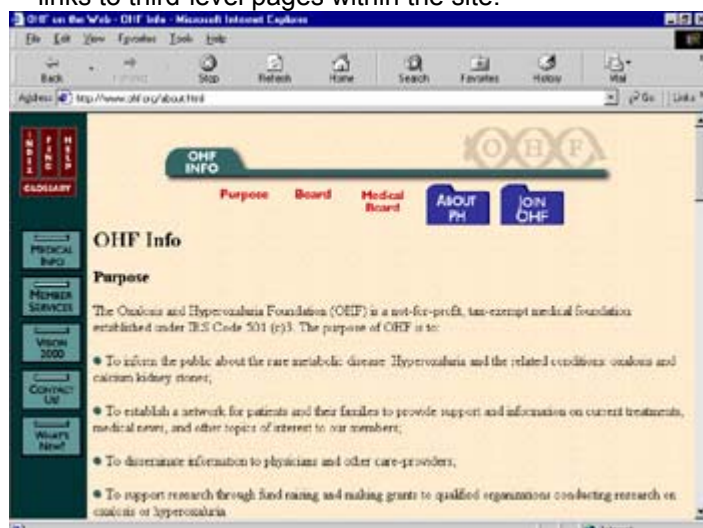 links to third-level pages within the site.
OHF on the Web - OHF Info - Microsoft Internet Explorer
File Edit View Favorites Tools Help
Back Stop Refresh Home Search Favorites History Mail
Address http://www.ohf.org/about.html Go Links
INDEX FIND HELP
GLOSSARY
OHF
INFO
OHF
Purpose Board Medical
Board
ABOUT
PH
JOIN
OHF
MEDICAL
INFO
MEMBER
SERVICES
VISION
2000
CONTACT
US!
WHAT'S
NEW?
OHF Info
Purpose
The Oxalosis and Hyperoxaluria Foundation (OHF) is a not-for-profit, tax-exempt medical foundation
established under IRS Code 501 (c)3. The purpose of OHF is to:
● To inform the public about the rare metabolic disease: Hyperoxaluria and the related conditions: oxalosis and
calcium kidney stones;
● To establish a network for patients and their families to provide support and information on current treatments,
medical news, and other topics of interest to our members;
● To disseminate information to physicians and other care-providers;
● To support research through fund raising and making grants to qualified organizations conducting research on
oxalosis or hyperoxaluria